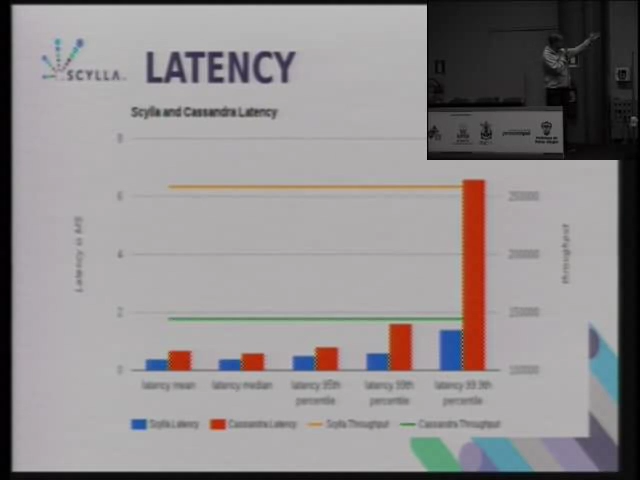 SCYLLA
LATENCY
Scylla and Cassandra Latency
8
6
4
2
0
250000
200000
150000
100000
Latency in MS
throughput
latency mean
latency median
latency 95th percentile
latency 99th percentile
latency 99.9th percentile
Scylla Latency
Cassandra Latency
Scylla Throughput
Cassandra Throughput